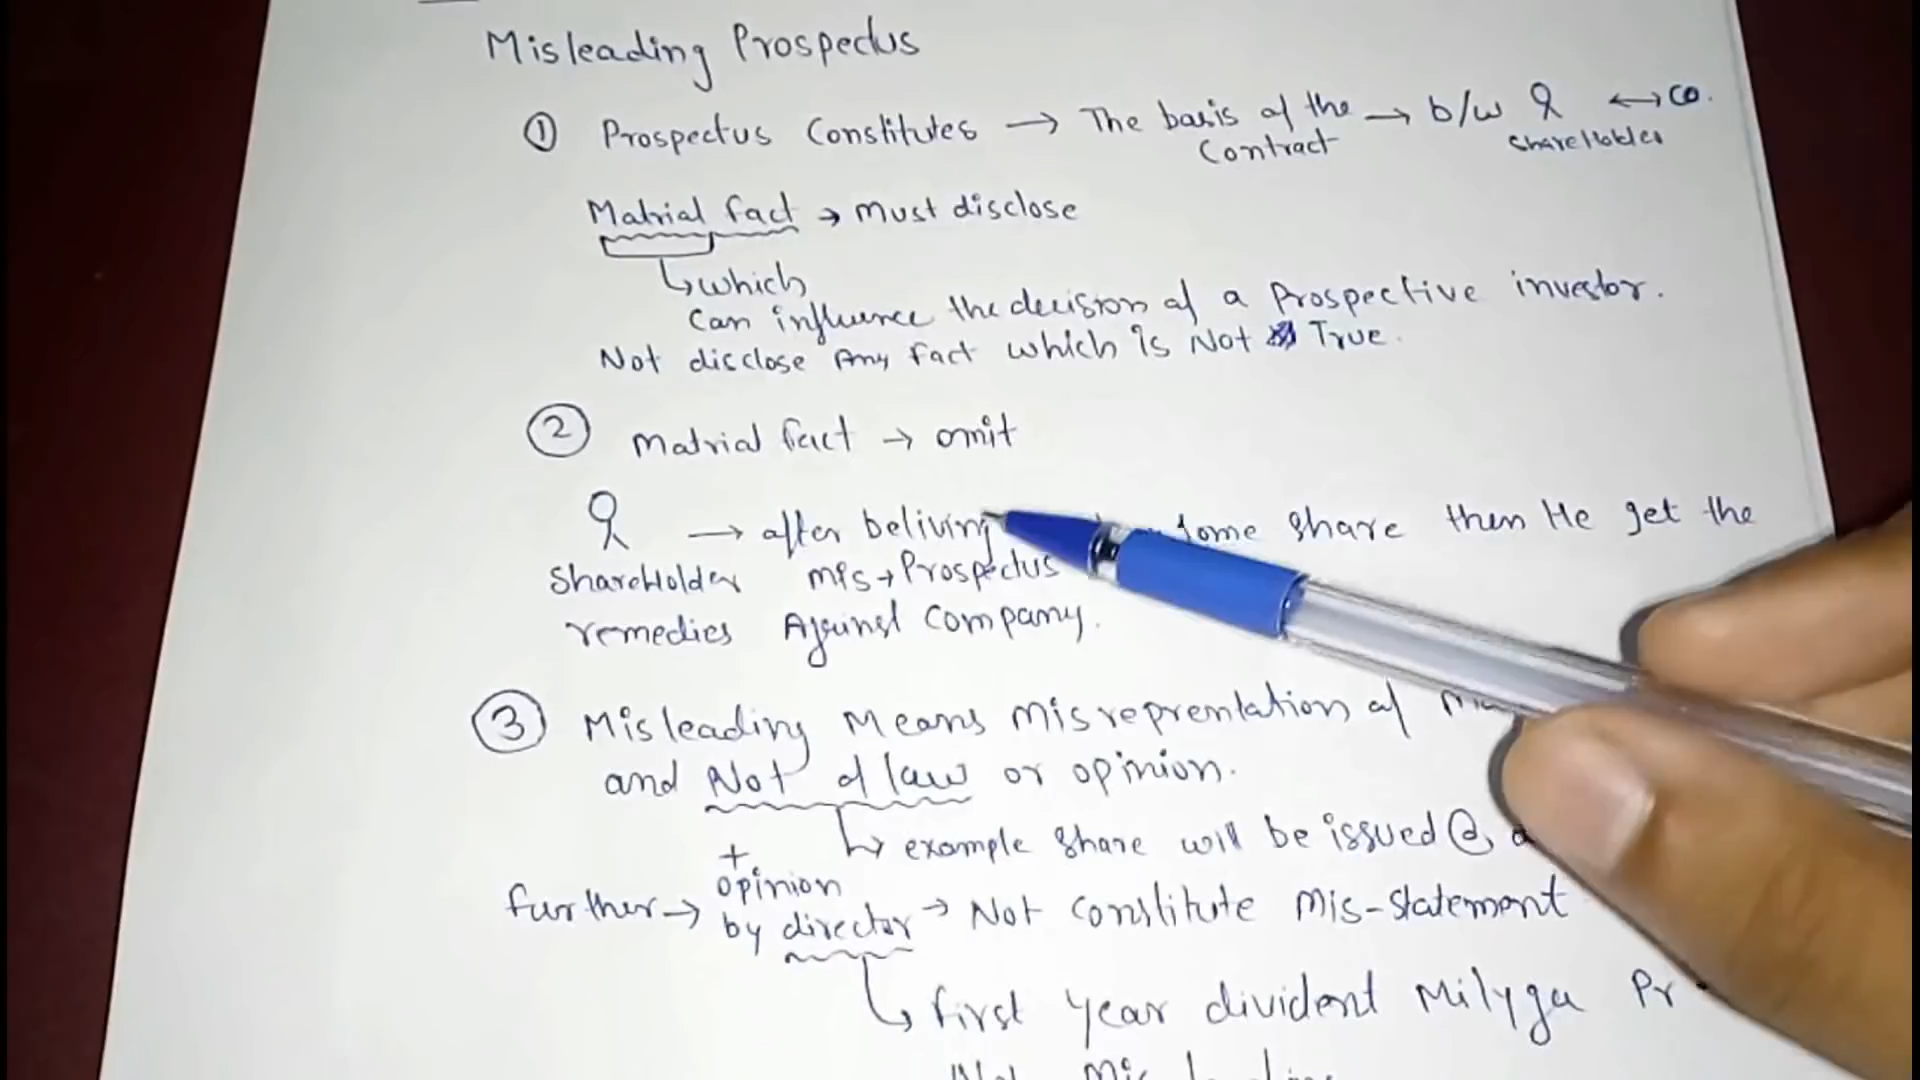 Misleading Prospectus
① Prospectus Constitutes → The basis of the → b/w ↔ co.
Contract shareHolder
Matrial fact → must disclose
↳ which
Can influence the decision of a Prospective investor.
Not disclose Any fact which is Not True.
② Matrial fact → omit
→ after beliving some share then He get the
ShareHolder mis → Prospectus
remedies Against Company.
③ Misleading Means Misreprentation of
and Not of law or opinion.
↳ example Share will be issued @
+
opinion
further → by director → Not constitute Mis-statement
↳ first year divident Milyga
Not